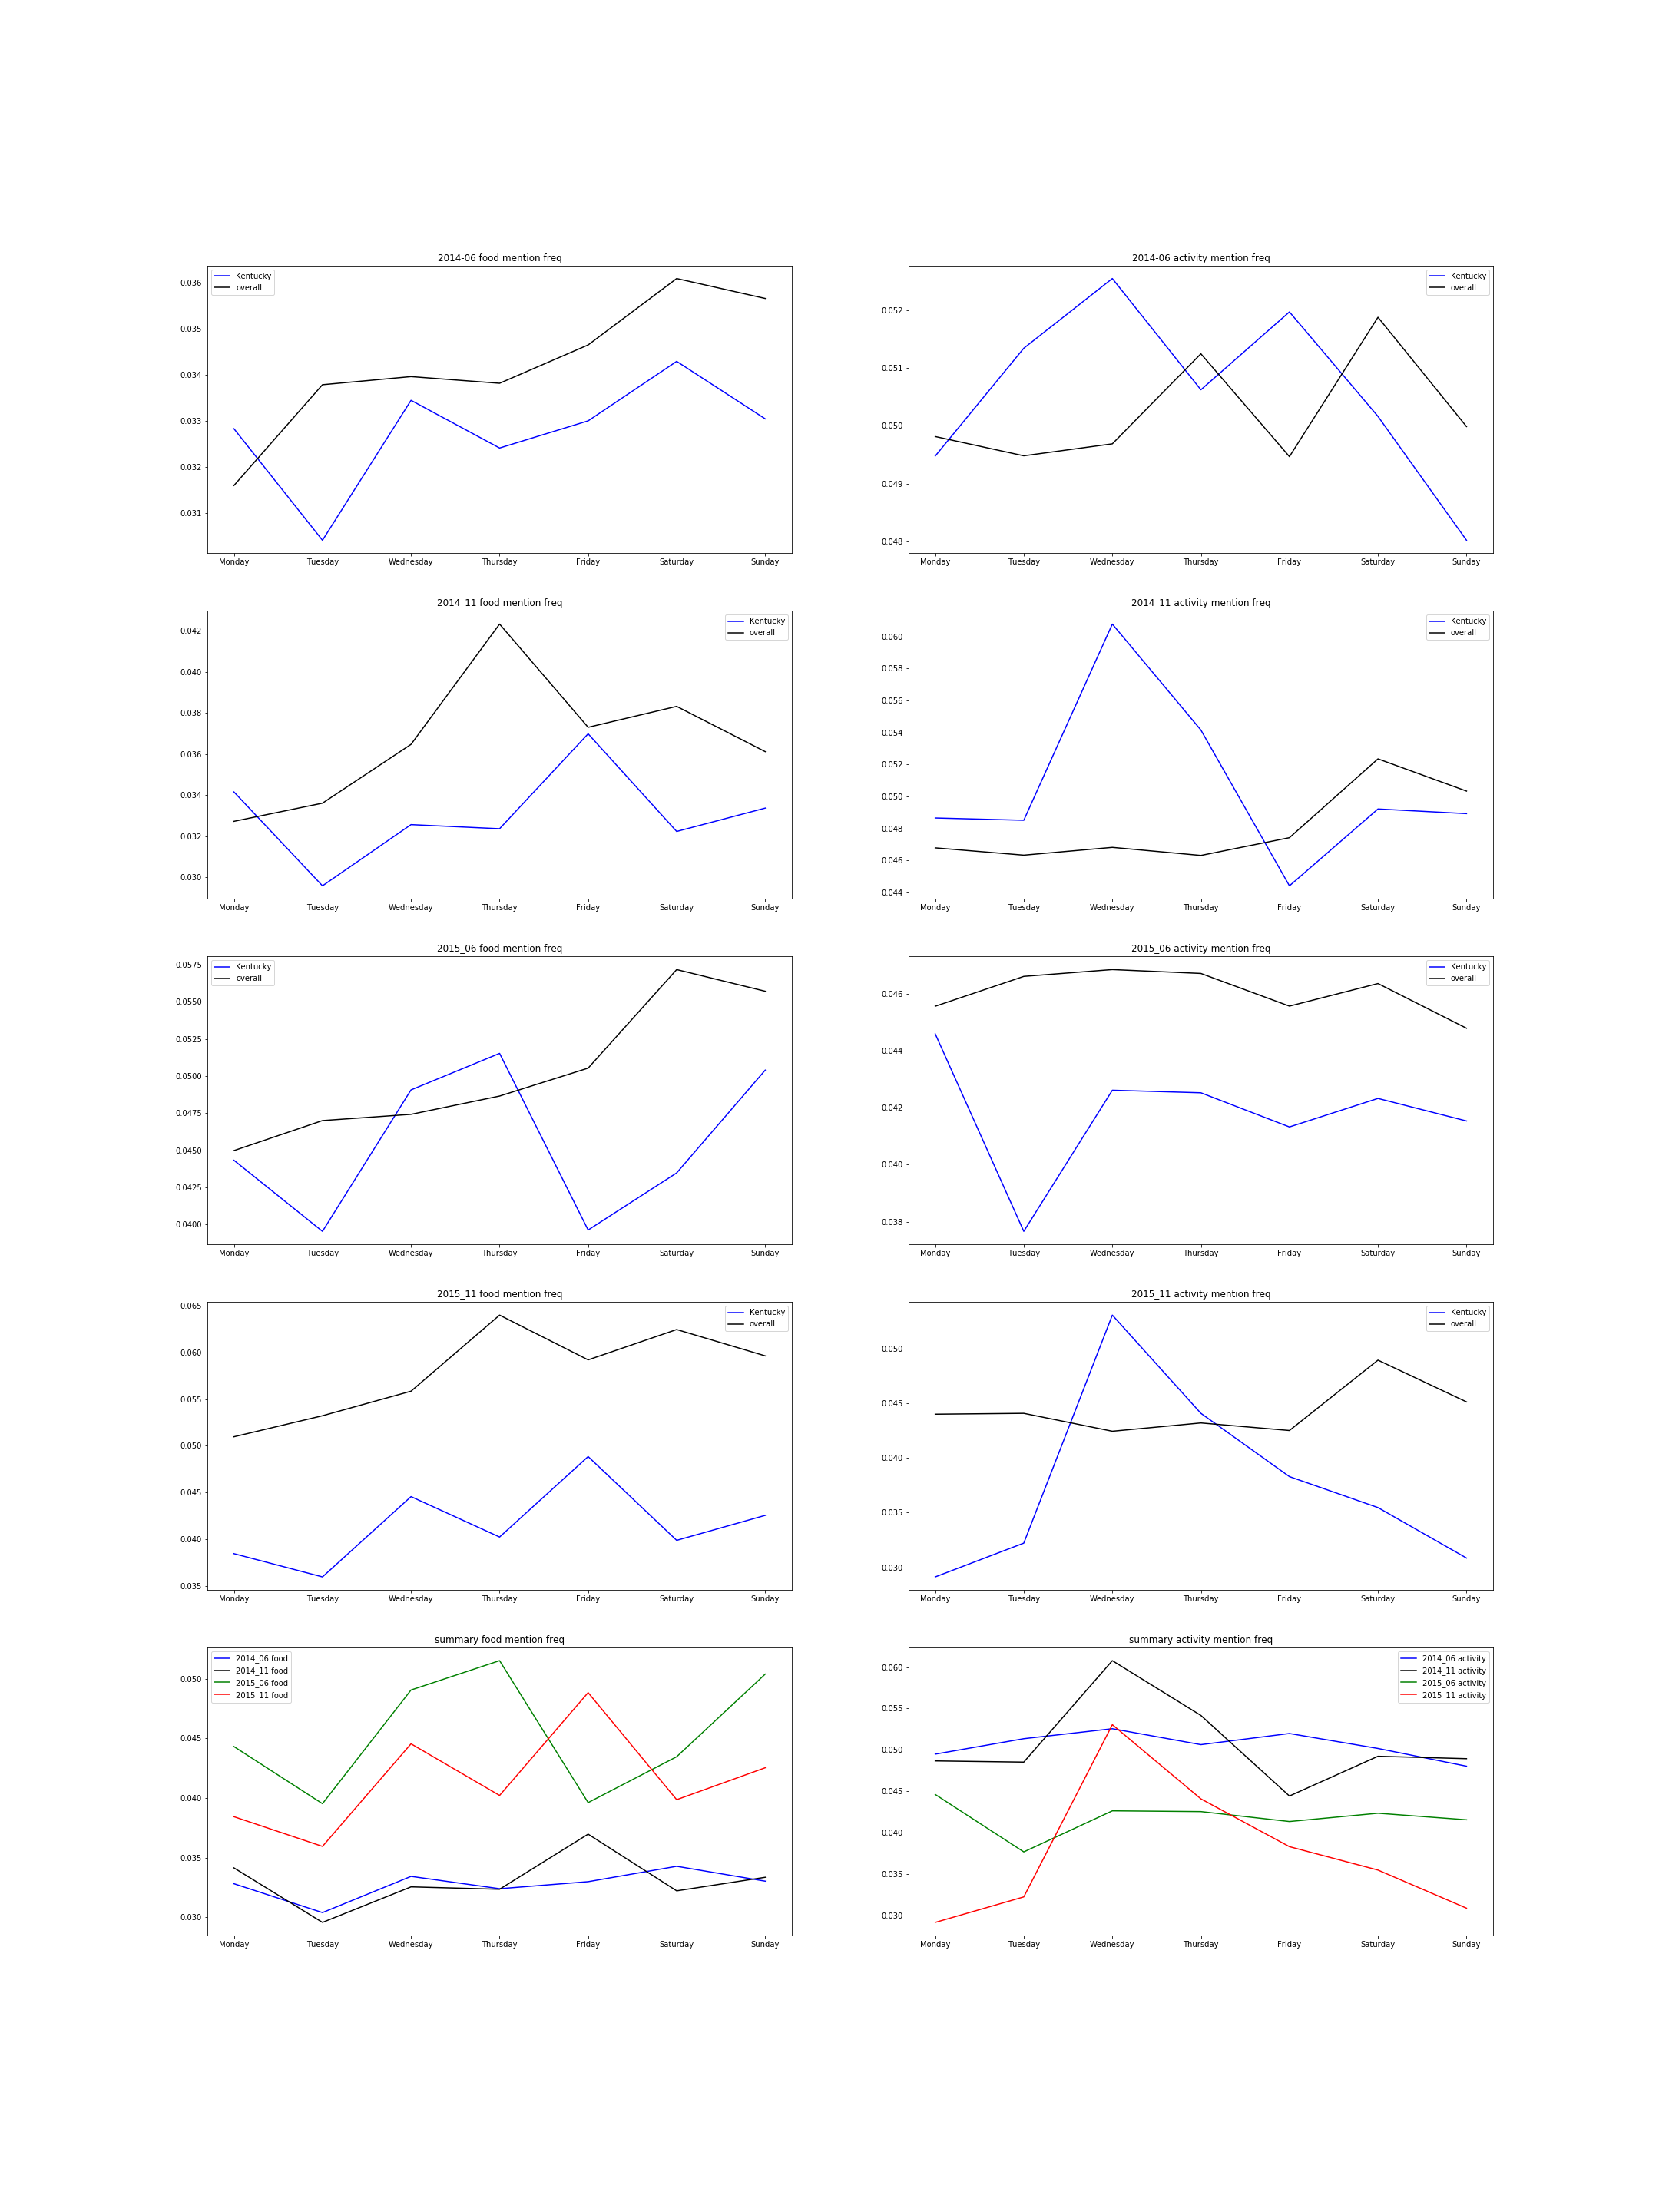 2014-06 food mention freq
Kentucky
overall
0.036
0.035
0.034
0.033
0.032
0.031
Monday Tuesday Wednesday Thursday Friday Saturday Sunday
2014-06 activity mention freq
Kentucky
overall
0.052
0.051
0.050
0.049
0.048
Monday Tuesday Wednesday Thursday Friday Saturday Sunday
2014_11 food mention freq
Kentucky
overall
0.042
0.040
0.038
0.036
0.034
0.032
0.030
Monday Tuesday Wednesday Thursday Friday Saturday Sunday
2014_11 activity mention freq
Kentucky
overall
0.060
0.058
0.056
0.054
0.052
0.050
0.048
0.046
0.044
Monday Tuesday Wednesday Thursday Friday Saturday Sunday
2015_06 food mention freq
Kentucky
overall
0.0575
0.0550
0.0525
0.0500
0.0475
0.0450
0.0425
0.0400
Monday Tuesday Wednesday Thursday Friday Saturday Sunday
2015_06 activity mention freq
Kentucky
overall
0.046
0.044
0.042
0.040
0.038
Monday Tuesday Wednesday Thursday Friday Saturday Sunday
2015_11 food mention freq
Kentucky
overall
0.065
0.060
0.055
0.050
0.045
0.040
0.035
Monday Tuesday Wednesday Thursday Friday Saturday Sunday
2015_11 activity mention freq
Kentucky
overall
0.050
0.045
0.040
0.035
0.030
Monday Tuesday Wednesday Thursday Friday Saturday Sunday
summary food mention freq
2014_06 food
2014_11 food
2015_06 food
2015_11 food
0.050
0.045
0.040
0.035
0.030
Monday Tuesday Wednesday Thursday Friday Saturday Sunday
summary activity mention freq
2014_06 activity
2014_11 activity
2015_06 activity
2015_11 activity
0.060
0.055
0.050
0.045
0.040
0.035
0.030
Monday Tuesday Wednesday Thursday Friday Saturday Sunday